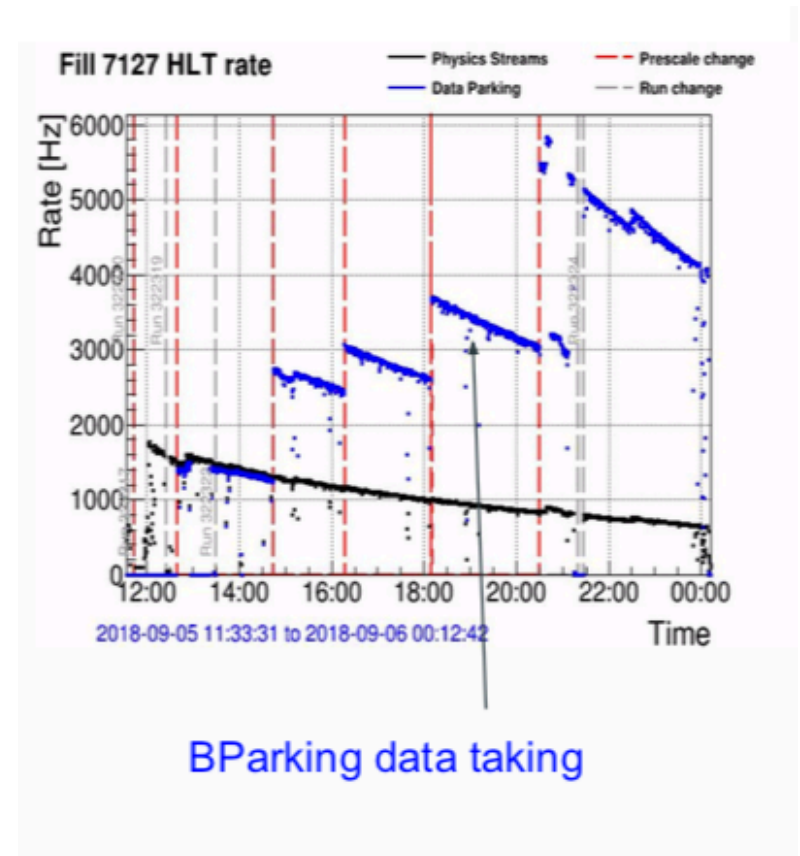 Fill 7127 HLT rate
Physics Streams
Prescale change
Data Parking
Run change
Rate [Hz]
6000
5000
4000
3000
2000
1000
0
Run 322319
12:00 14:00 16:00 18:00 20:00 22:00 00:00
2018-09-05 11:33:31 to 2018-09-06 00:12:42
Time
BParking data taking